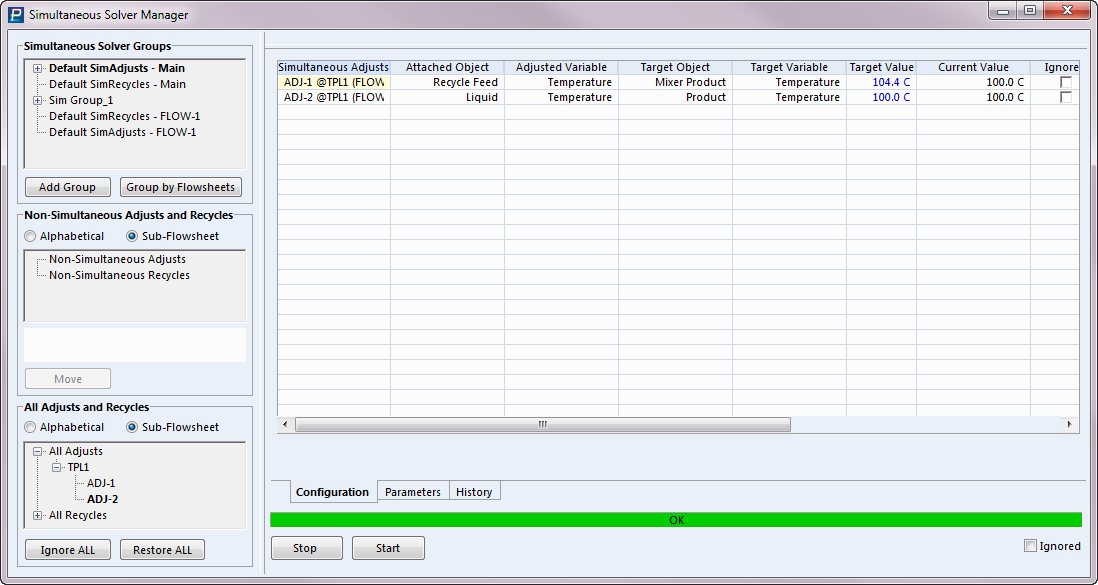 Simultaneous Solver Manager
Simultaneous Solver Groups
Default SimAdjusts - Main
Default SimRecycles - Main
Sim Group_1
Default SimRecycles - FLOW-1
Default SimAdjusts - FLOW-1
Add Group
Group by Flowsheets
Non-Simultaneous Adjusts and Recycles
Alphabetical
Sub-Flowsheet
Non-Simultaneous Adjusts
Non-Simultaneous Recycles
Move
All Adjusts and Recycles
Alphabetical
Sub-Flowsheet
All Adjusts
TPL1
ADJ-1
ADJ-2
All Recycles
Ignore ALL
Restore ALL
Simultaneous Adjusts Attached Object Adjusted Variable Target Object Target Variable Target Value Current Value Ignore
ADJ-1 @TPL1 (FLOW Recycle Feed Temperature Mixer Product Temperature 104.4 C 100.0 C
ADJ-2 @TPL1 (FLOW Liquid Temperature Product Temperature 100.0 C 100.0 C
Configuration
Parameters
History
OK
Stop
Start
Ignored